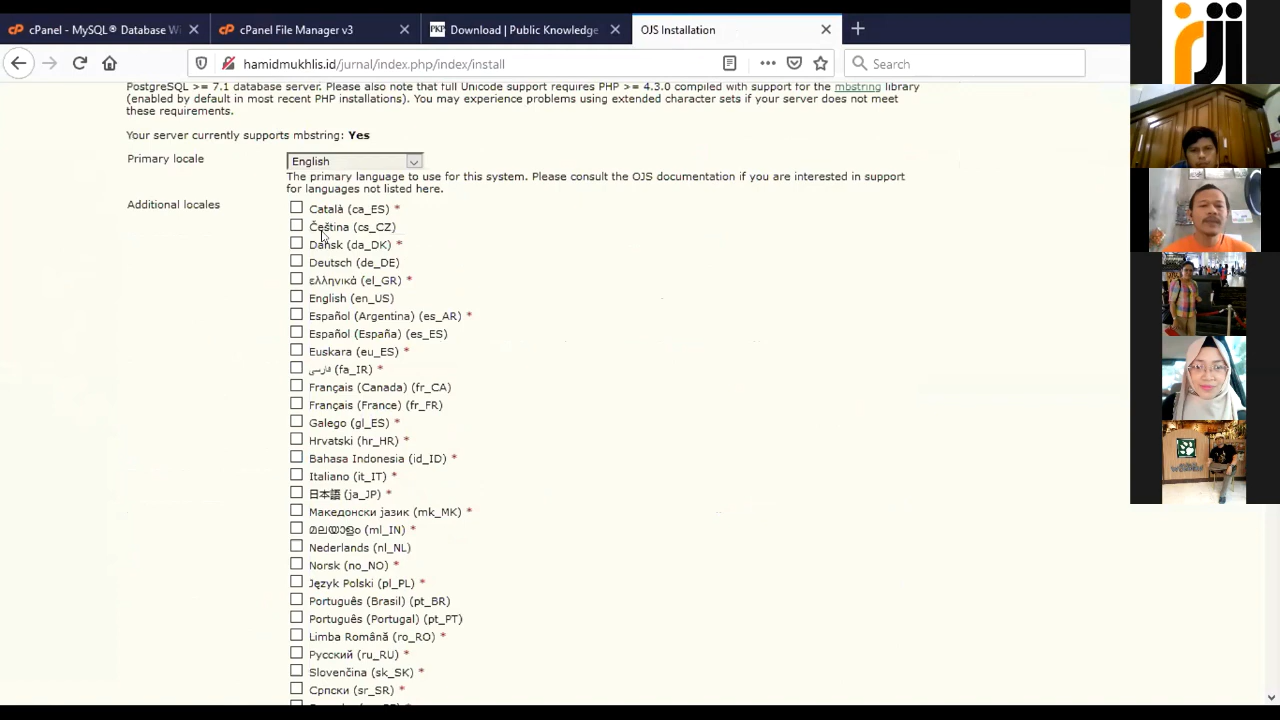 cPanel - MySQL® Database Wi
cPanel File Manager v3
PKP Download | Public Knowledge
OJS Installation
hamidmukhlis.id/jurnal/index.php/index/install
Search
PostgreSQL >= 7.1 database server. Please also note that full Unicode support requires PHP >= 4.3.0 compiled with support for the mbstring library
(enabled by default in most recent PHP installations). You may experience problems using extended character sets if your server does not meet
these requirements.
Your server currently supports mbstring: Yes
Primary locale
English
The primary language to use for this system. Please consult the OJS documentation if you are interested in support
for languages not listed here.
Additional locales
Català (ca_ES) *
Čeština (cs_CZ)
Dansk (da_DK) *
Deutsch (de_DE)
ελληνικά (el_GR) *
English (en_US)
Español (Argentina) (es_AR) *
Español (España) (es_ES)
Euskara (eu_ES) *
فارسی (fa_IR) *
Français (Canada) (fr_CA)
Français (France) (fr_FR)
Galego (gl_ES) *
Hrvatski (hr_HR) *
Bahasa Indonesia (id_ID) *
Italiano (it_IT) *
日本語 (ja_JP) *
Македонски јазик (mk_MK) *
മലയാളം (ml_IN) *
Nederlands (nl_NL)
Norsk (no_NO) *
Język Polski (pl_PL) *
Português (Brasil) (pt_BR)
Português (Portugal) (pt_PT)
Limba Română (ro_RO) *
Русский (ru_RU) *
Slovenčina (sk_SK) *
Српски (sr_SR) *
rji